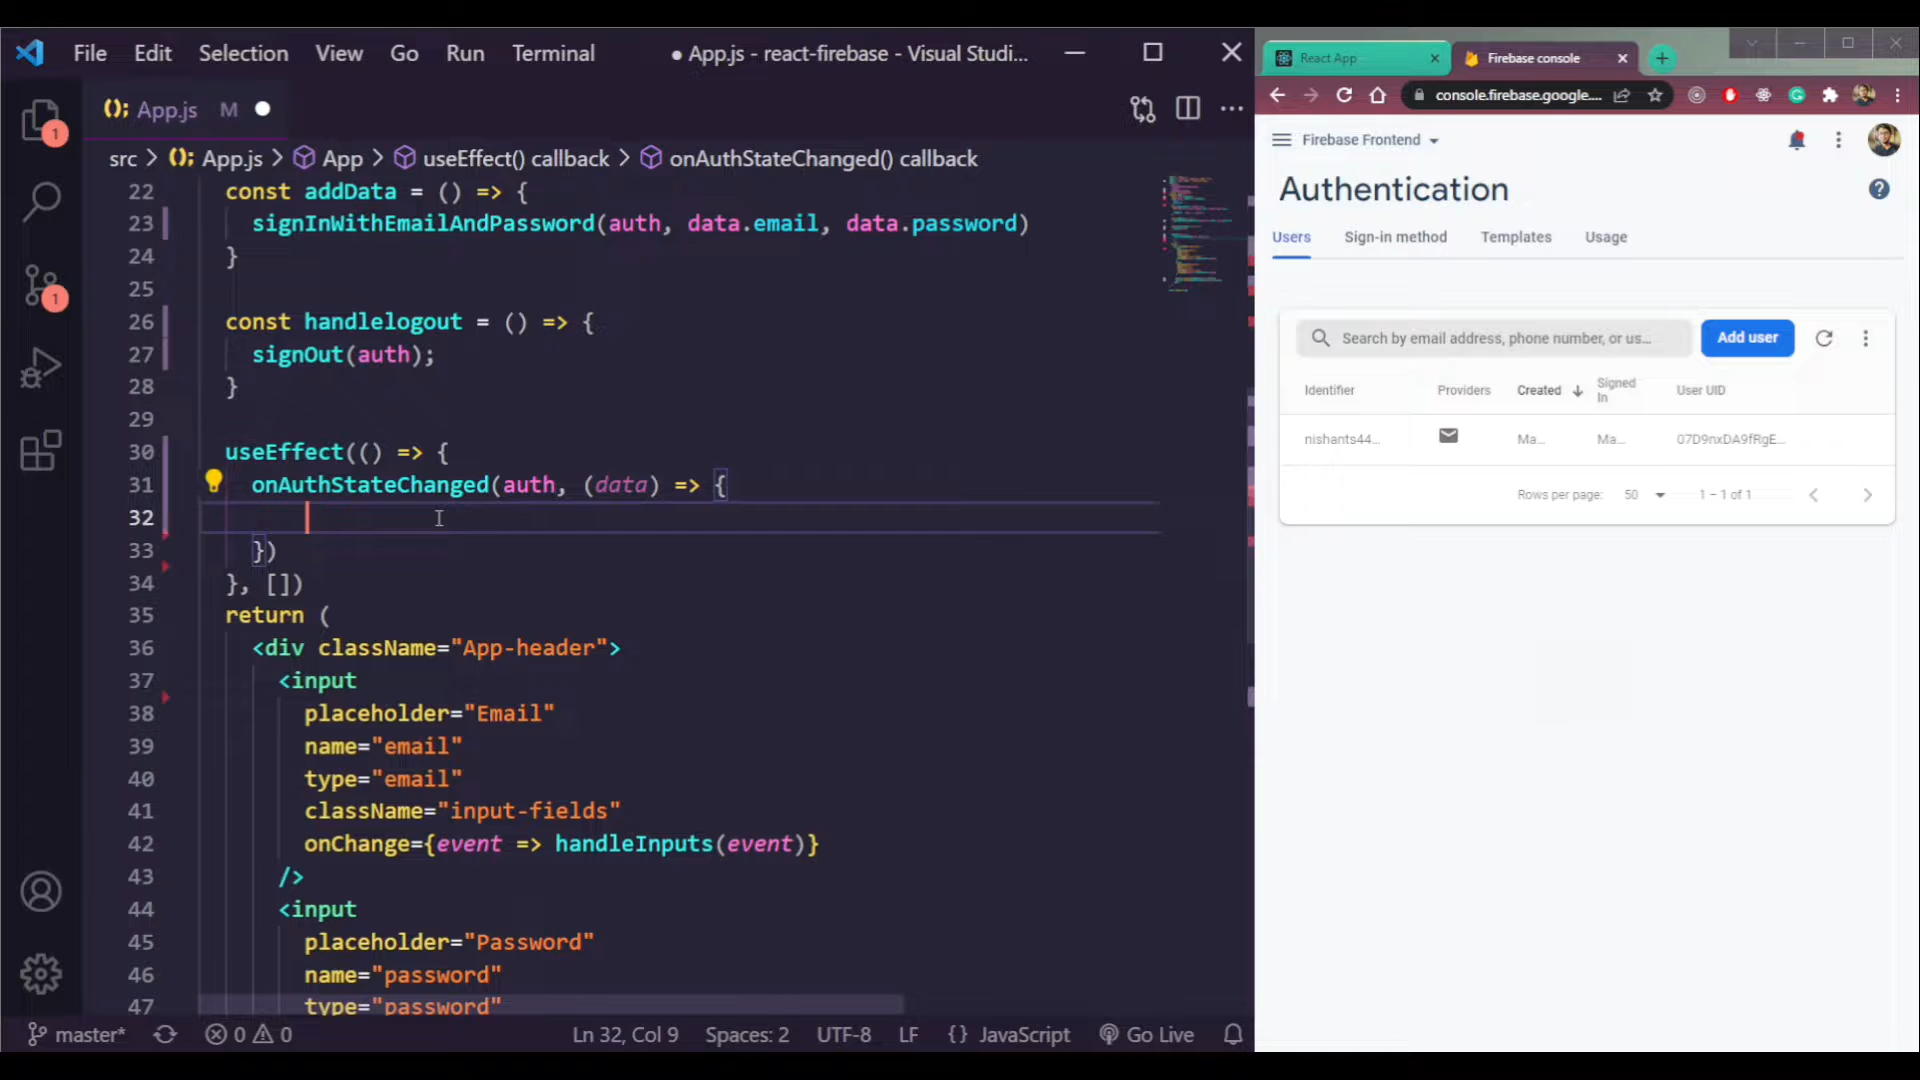 File Edit Selection View Go Run Terminal ● App.js - react-firebase - Visual Studi...
App.js M
src > App.js > App > useEffect() callback > onAuthStateChanged() callback
22 const addData = () => {
23 signInWithEmailAndPassword(auth, data.email, data.password)
24 }
25
26 const handlelogout = () => {
27 signOut(auth);
28 }
29
30 useEffect(() => {
31 onAuthStateChanged(auth, (data) => {
32
33 })
34 }, [])
35 return (
36 <div className="App-header">
37 <input
38 placeholder="Email"
39 name="email"
40 type="email"
41 className="input-fields"
42 onChange={event => handleInputs(event)}
43 />
44 <input
45 placeholder="Password"
46 name="password"
47 type="password"
1
1
master* 0 0 Ln 32, Col 9 Spaces: 2 UTF-8 LF {} JavaScript Go Live
React App Firebase console
console.firebase.google....
Firebase Frontend
Authentication
Users Sign-in method Templates Usage
Search by email address, phone number, or us... Add user
Identifier Providers Created Signed In User UID
nishants44... Ma... Ma... 07D9nxDA9fRgE...
Rows per page: 50 1 – 1 of 1